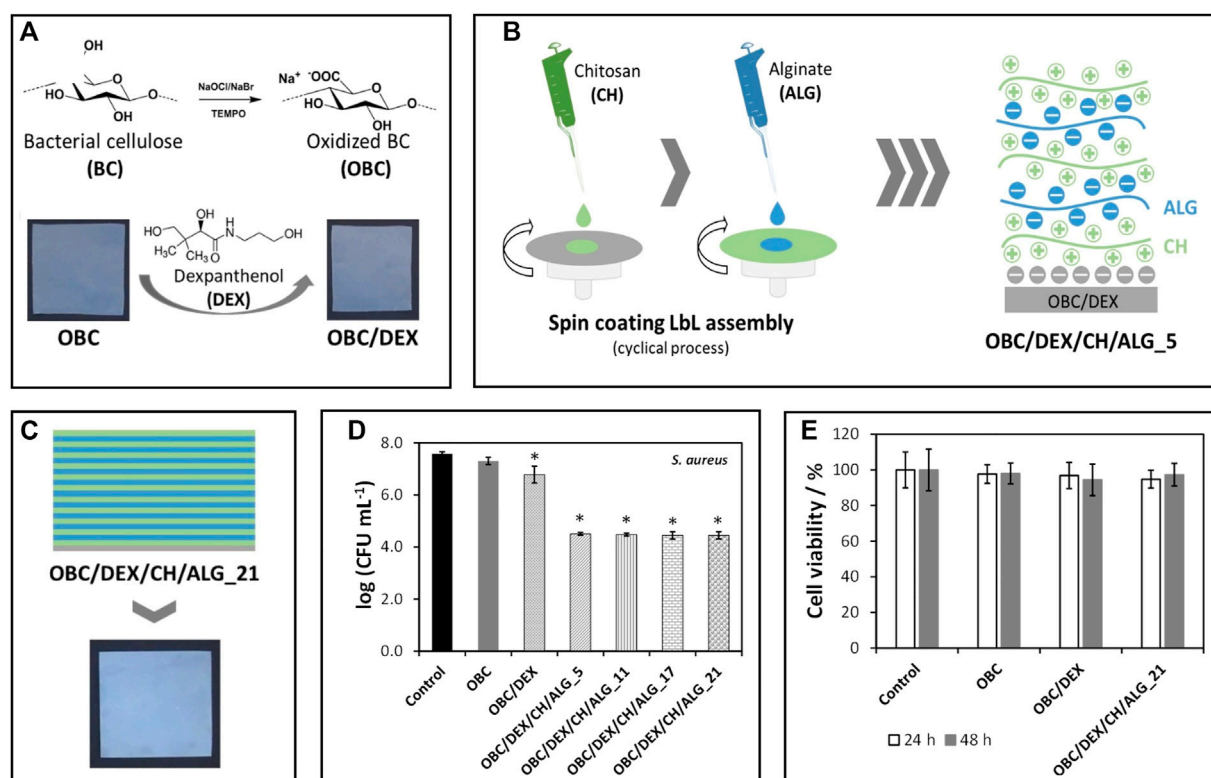 A
OH
O
HO
OH
O
NaOCl/NaBr
TEMPO
Na⁺ ⁻OOC
O
HO
OH
O
Bacterial cellulose
(BC)
Oxidized BC
(OBC)
HO
OH
H₃C CH₃
O
H
N
OH
Dexpanthenol
(DEX)
OBC
OBC/DEX
B
Chitosan
(CH)
Alginate
(ALG)
Spin coating LbL assembly
(cyclical process)
ALG
CH
OBC/DEX
OBC/DEX/CH/ALG_5
C
OBC/DEX/CH/ALG_21
D
S. aureus
log (CFU mL⁻¹)
8.0
6.0
4.0
2.0
0.0
* * * * *
Control
OBC
OBC/DEX
OBC/DEX/CH/ALG_5
OBC/DEX/CH/ALG_11
OBC/DEX/CH/ALG_17
OBC/DEX/CH/ALG_21
E
Cell viability / %
120
100
80
60
40
20
0
Control
OBC
OBC/DEX
OBC/DEX/CH/ALG_21
24 h 48 h